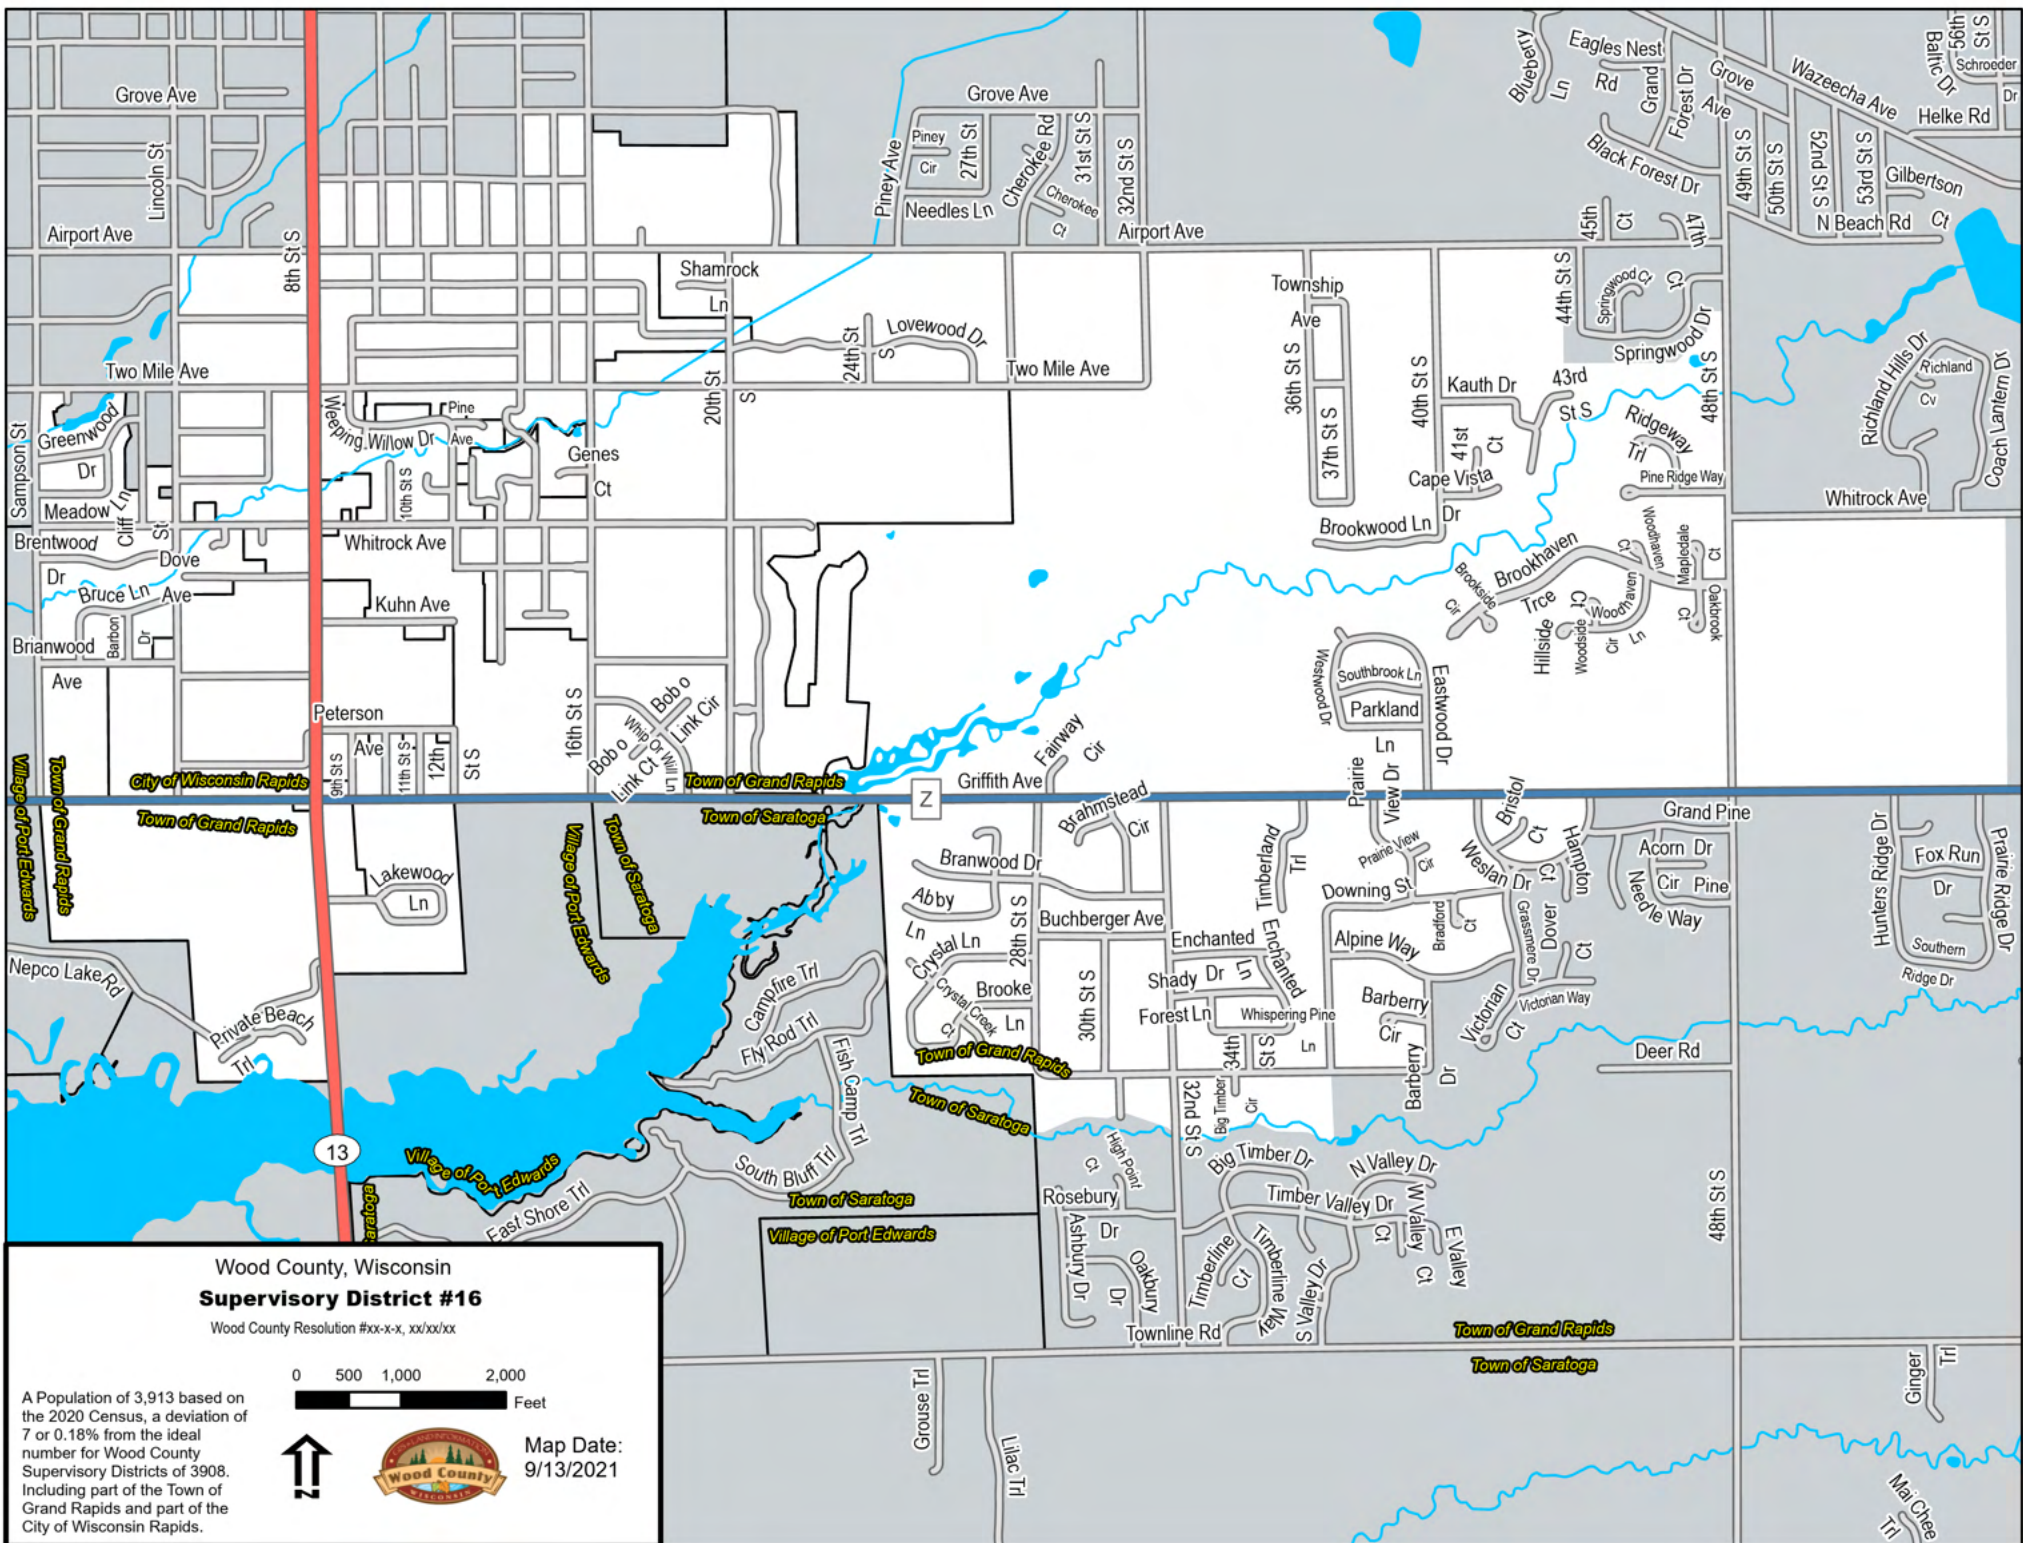 Grove Ave
Lincoln St
Airport Ave
8th St S
Grove Ave
Piney Ave
Piney
Cir
27th St
Cherokee Rd
31st St S
32nd St S
Needles Ln
Cherokee
Ct
Airport Ave
Blueberry
Ln
Eagles Nest
Rd
Grand
Forest Dr
Grove
Ave
Wazeecha Ave
Baltic Dr
56th
St S
Schroeder
Dr
Helke Rd
Black Forest Dr
49th St S
50th St S
52nd St S
53rd St S
Gilbertson
Ct
N Beach Rd
45th
Ct
47th
Ct
44th St S
Springwood Ct
Springwood Dr
48th St S
Shamrock
Ln
Township
Ave
36th St S
37th St S
40th St S
24th St
S
Lovewood Dr
Two Mile Ave
Two Mile Ave
20th St
S
Kauth Dr
43rd
St S
41st
Ct
Cape Vista
Dr
Brookwood Ln
Ridgeway
Trl
Pine Ridge Way
Richland Hills Dr
Richland
Cv
Coach Lantern Dr
Whitrock Ave
Sampson St
Greenwood
Dr
Meadow Ln
Cliff
St
Weeping Willow Dr
Pine
Ave
10th St S
Genes
Ct
Whitrock Ave
Brentwood
Dr
Dove
Ave
Bruce Ln
Barbon
Dr
Brianwood
Ave
Kuhn Ave
Brookhaven
Trce
Brookside
Cir
Woodhaven
Ct
Mapledale
Ct
Hillside
Ct
Woodside
Cir
Woodhaven
Ln
Oakbrook
Ct
Westwood Dr
Southbrook Ln
Parkland
Ln
Eastwood Dr
Peterson
Ave
9th St S
11th St S
12th
St S
16th St S
Bob o
Link Cir
Whip Or Will Ln
Bob o
Link Ct
Fairway
Cir
Griffith Ave
Z
Prairie
View Dr
Village of Port Edwards
Town of Grand Rapids
City of Wisconsin Rapids
Town of Grand Rapids
Town of Grand Rapids
Town of Saratoga
Village of Port Edwards
Town of Saratoga
Lakewood
Ln
Brahmstead
Cir
Branwood Dr
Abby
Ln
28th St S
Buchberger Ave
Crystal Ln
Brooke
Ln
Crystal Creek
Ct
30th St S
Timberland
Trl
Prairie View
Cir
Bristol
Ct
Hampton
Ct
Weslan Dr
Downing St
Bradford
Ct
Grassmere Dr
Dover
Ct
Grand Pine
Acorn Dr
Cir
Pine
Needle Way
Hunters Ridge Dr
Fox Run
Dr
Prairie Ridge Dr
Southern
Ridge Dr
Enchanted
Ln
Enchanted
Shady Dr
Forest Ln
Whispering Pine
Ln
34th
St S
Alpine Way
Barberry
Cir
Barberry
Dr
Victorian
Ct
Victorian Way
Deer Rd
Nepco Lake Rd
Private Beach
Trl
Campfire Trl
Fly Rod Trl
Fish Camp Trl
South Bluff Trl
East Shore Trl
Town of Grand Rapids
Town of Saratoga
Big Timber
Cir
32nd St S
High Point
Ct
Big Timber Dr
N Valley Dr
Timber Valley Dr
W Valley
Ct
E Valley
Ct
Rosebury
Dr
Ashbury Dr
Oakbury
Dr
Timberline
Ct
Timberline Way
S Valley Dr
48th St S
Townline Rd
13
Village of Port Edwards
Town of Saratoga
Village of Port Edwards
Town of Grand Rapids
Town of Saratoga
Grouse Trl
Lilac Trl
Ginger
Trl
Mai Chee
Trl
Wood County, Wisconsin
Supervisory District #16
Wood County Resolution #xx-x-x, xx/xx/xx
0 500 1,000 2,000
Feet
A Population of 3,913 based on
the 2020 Census, a deviation of
7 or 0.18% from the ideal
number for Wood County
Supervisory Districts of 3908.
Including part of the Town of
Grand Rapids and part of the
City of Wisconsin Rapids.
N
Wood County
WISCONSIN
Map Date:
9/13/2021